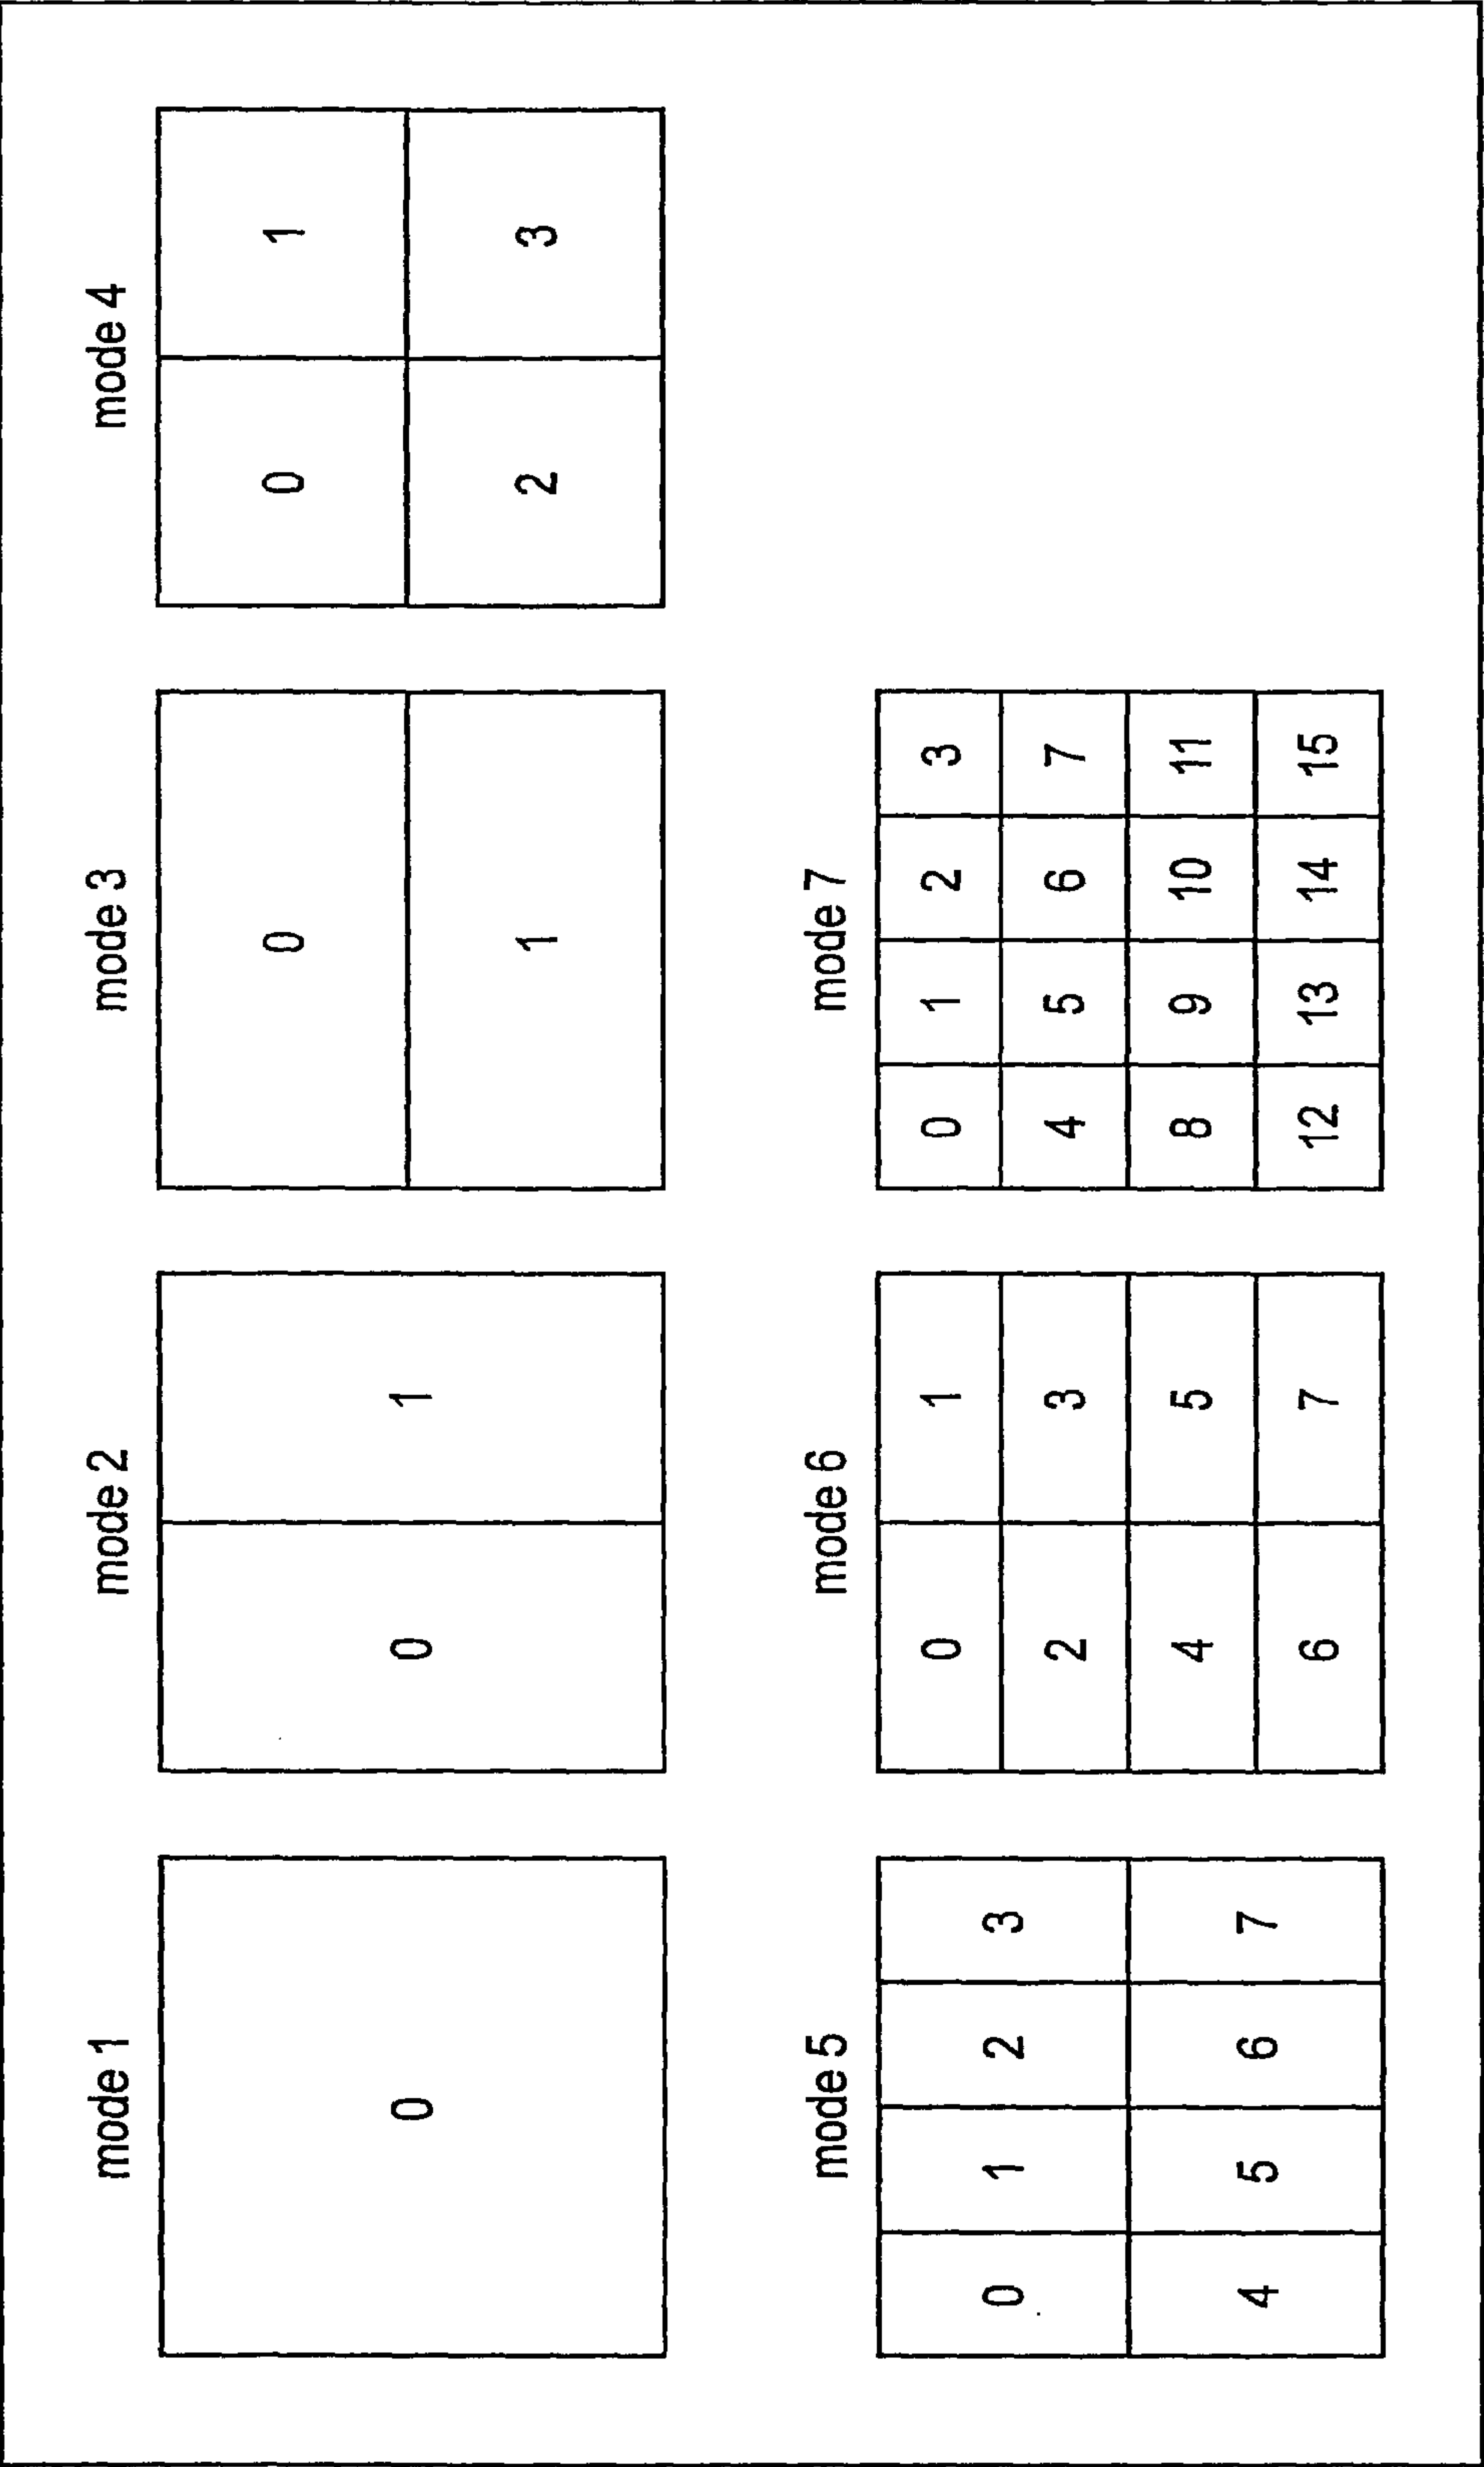 mode 1
0
mode 2
0 1
mode 3
0
1
mode 4
0 1
2 3
mode 5
0 1 2 3
4 5 6 7
mode 6
0 1
2 3
4 5
6 7
mode 7
0 1 2 3
4 5 6 7
8 9 10 11
12 13 14 15